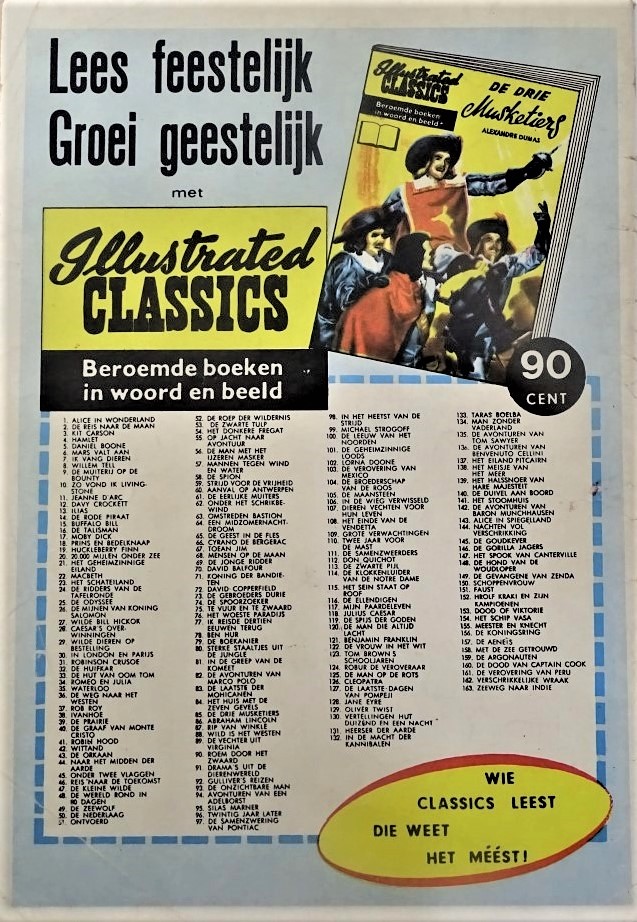 Lees feestelijk
Groei geestelijk
met
Illustrated
CLASSICS
Beroemde boeken
in woord en beeld
Illustrated
CLASSICS
Beroemde boeken
in woord en beeld
DE DRIE
Musketiers
ALEXANDRE DUMAS
90
CENT
1. ALICE IN WONDERLAND
2. DE REIS NAAR DE MAAN
3. KIT CARSON
4. HAMLET
5. DANIEL BOONE
6. MARS VALT AAN
7. IK VANG DIEREN
8. WILLEM TELL
9. DE MUITERIJ OP DE
BOUNTY
10. ZO VOND IK LIVING-
STONE
11. JEANNE D'ARC
12. DAVY CROCKETT
13. ILIAS
14. DE RODE PIRAAT
15. BUFFALO BILL
16. DE TALISMAN
17. MOBY DICK
18. PRINS EN BEDELKNAAP
19. HUCKLEBERRY FINN
20. 20.000 MIJLEN ONDER ZEE
21. HET GEHEIMZINNIGE
EILAND
22. MACBETH
23. HET SCHATEILAND
24. DE RIDDERS VAN DE
TAFELRONDE
25. DE ODYSSEE
26. DE MIJNEN VAN KONING
SALOMON
27. WILDE BILL HICKOK
28. CAESAR'S OVER-
WINNINGEN
29. WILDE DIEREN OP
BESTELLING
30. IN LONDON EN PARIJS
31. ROBINSON CRUSOE
32. DE HUIFKAR
33. DE HUT VAN OOM TOM
34. ROMEO EN JULIA
35. WATERLOO
36. DE WEG NAAR HET
WESTEN
37. ROB ROY
38. IVANHOE
39. DE PRAIRIE
40. DE GRAAF VAN MONTE
CRISTO
41. ROBIN HOOD
42. WITTAND
43. DE ORKAAN
44. NAAR HET MIDDEN DER
AARDE
45. ONDER TWEE VLAGGEN
46. REIS NAAR DE TOEKOMST
47. DE KLEINE WILDE
48. DE WERELD ROND IN
80 DAGEN
49. DE ZEEWOLF
50. DE NEDERLAAG
51. ONTVOERD
52. DE ROEP DER WILDERNIS
53. DE ZWARTE TULP
54. HET DONKERE FREGAT
55. OP JACHT NAAR
AVONTUUR
56. DE MAN MET HET
IJZEREN MASKER
57. MANNEN TEGEN WIND
EN WATER
58. DE SPION
59. STRIJD VOOR DE VRIJHEID
60. AANVAL OP ANTWERPEN
61. DE EERLIJKE MUITERS
62. ONDER HET SCHRIKBE-
WIND
63. OMSTREDEN BASTION
64. EEN MIDZOMERNACHT-
DROOM
65. DE GEEST IN DE FLES
66. CYRANO DE BERGERAC
67. TOEAN JIM
68. MENSEN OP DE MAAN
69. DE JONGE RIDDER
70. DAVID BALFOUR
71. KONING DER BANDIE-
TEN
72. DAVID COPPERFIELD
73. DE GEBROEDERS DURIE
74. DE SPOORZOEKER
75. TE VUUR EN TE ZWAARD
76. HET WOESTE PARADIJS
77. IK REISDE DERTIEN
EEUWEN TERUG
78. BEN HUR
79. DE BOEKANIER
80. STERKE STAALTJES UIT
DE JUNGLE
81. IN DE GREEP VAN DE
KOMEET
82. DE AVONTUREN VAN
MARCO POLO
83. DE LAATSTE DER
MOHICANEN
84. HET HUIS MET DE
ZEVEN GEVELS
85. DE DRIE MUSKETIERS
86. ABRAHAM LINCOLN
87. RIP VAN WINKLE
88. WILD IS HET WESTEN
89. DE VECHTER UIT
VIRGINIA
90. ROEM DOOR HET
ZWAARD
91. DRAMA'S UIT DE
DIERENWERELD
92. GULLIVER'S REIZEN
93. DE ONZICHTBARE MAN
94. AVONTUREN VAN EEN
ADELBORST
95. SILAS MARNER
96. TWINTIG JAAR LATER
97. DE SAMENZWERING
VAN PONTIAC
98. IN HET HEETST VAN DE
STRIJD
99. MICHAEL STROGOFF
100. DE LEEUW VAN HET
NOORDEN
101. DE GEHEIMZINNIGE
LOODS
102. LORNA DOONE
103. DE VEROVERING VAN
MEXICO
104. DE BROEDERSCHAP
VAN DE ROOS
105. DE MAANSTEEN
106. IN DE WIEG VERWISSELD
107. DIEREN VECHTEN VOOR
HUN LEVEN
108. HET EINDE VAN DE
VENDETTA
109. GROTE VERWACHTINGEN
110. TWEE JAAR VOOR
DE MAST
111. DE SAMENZWEERDERS
112. DON QUICHOT
113. DE ZWARTE PIJL
114. DE KLOKKENLUIDER
VAN DE NOTRE DAME
115. HET SEIN STAAT OP
ROOF
116. DE ELLENDIGEN
117. MIJN PAARDELEVEN
118. JULIUS CAESAR
119. DE SPIJS DER GODEN
120. DE MAN DIE ALTIJD
LACHT
121. BENJAMIN FRANKLIN
122. DE VROUW IN HET WIT
123. TOM BROWN'S
SCHOOLJAREN
124. ROBUR DE VEROVERAAR
125. DE MAN OP DE ROTS
126. CLEOPATRA
127. DE LAATSTE DAGEN
VAN POMPEJI
128. JANE EYRE
129. OLIVER TWIST
130. VERTELLINGEN HUT
DUIZEND EN EEN NACHT
131. HEERSER DER AARDE
132. IN DE MACHT DER
KANNIBALEN
133. TARAS BOELBA
134. MAN ZONDER
VADERLAND
135. DE AVONTUREN VAN
TOM SAWYER
136. DE AVONTUREN VAN
BENVENUTO CELLINI
137. HET EILAND PITCAIRN
138. HET MEISJE VAN
HET MEER
139. HET HALSSNOER VAN
HARE MAJESTEIT
140. DE DUIVEL AAN BOORD
141. HET STOOMHUIS
142. DE AVONTUREN VAN
BARON MUNCHHAUSEN
143. ALICE IN SPIEGELLAND
144. NACHTEN VOL
VERSCHRIKKING
145. DE GOUDKEVER
146. DE GORILLA JAGERS
147. HET SPOOK VAN CANTERVILLE
148. DE HOND VAN DE
WOUDLOPER
149. DE GEVANGENE VAN ZENDA
150. SCHOPPENVROUW
151. FAUST
152. HROLF KRAKI EN ZIJN
KAMPIOENEN
153. DOOD OF VIKTORIE
154. HET SCHIP VASA
155. MEESTER EN KNECHT
156. DE KONINGSRING
157. DE AENEÏS
158. MET DE ZEE GETROUWD
159. DE ARGONAUTEN
160. DE DOOD VAN CAPTAIN COOK
161. DE VEROVERING VAN PERU
162. VERSCHRIKKELIJKE WRAAK
163. ZEEWEG NAAR INDIE
WIE
CLASSICS LEEST
DIE WEET
HET MÉÉST!